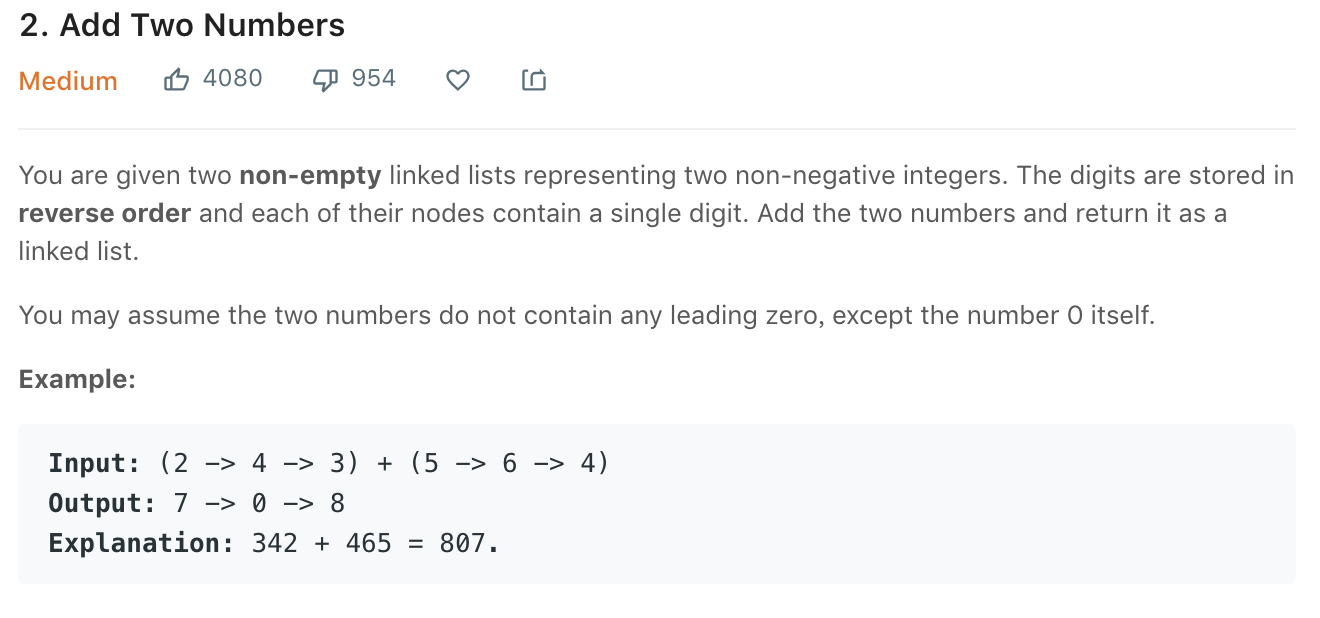 2. Add Two Numbers
Medium 4080 954
You are given two non-empty linked lists representing two non-negative integers. The digits are stored in
reverse order and each of their nodes contain a single digit. Add the two numbers and return it as a
linked list.
You may assume the two numbers do not contain any leading zero, except the number 0 itself.
Example:
Input: (2 -> 4 -> 3) + (5 -> 6 -> 4)
Output: 7 -> 0 -> 8
Explanation: 342 + 465 = 807.